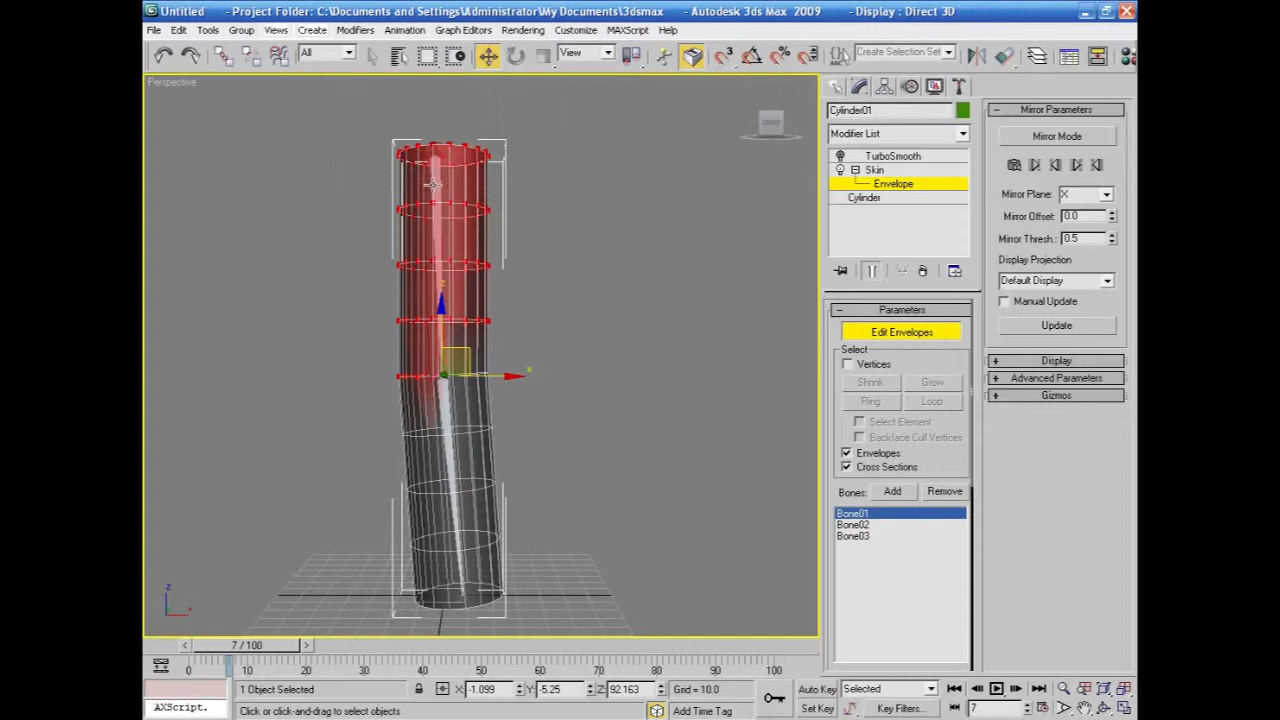 Untitled - Project Folder: C:\Documents and Settings\Administrator\My Documents\3dsmax - Autodesk 3ds Max 2009 - Display : Direct 3D
File Edit Tools Group Views Create Modifiers Animation Graph Editors Rendering Customize MAXScript Help
All View Create Selection Set
Perspective
FRONT
Cylinder01
Modifier List
TurboSmooth
Skin
Envelope
Cylinder
Parameters
Edit Envelopes
Select
Vertices
Shrink Grow
Ring Loop
Select Element
Backface Cull Vertices
Envelopes
Cross Sections
Bones: Add Remove
Bone01
Bone02
Bone03
Mirror Parameters
Mirror Mode
Mirror Plane: X
Mirror Offset: 0.0
Mirror Thresh.: 0.5
Display Projection
Default Display
Manual Update
Update
Display
Advanced Parameters
Gizmos
z
x
z
x
7 / 100
10 20 30 40 50 60 70 80 90 100
1 Object Selected X: -1.099 Y: -5.25 Z: 92.163 Grid = 10.0 Auto Key Selected
AXScript. Click or click-and-drag to select objects Add Time Tag Set Key Key Filters... 7